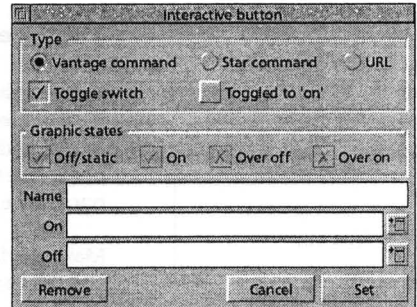 Interactive button
Type
Vantage command Star command URL
Toggle switch Toggled to 'on'
Graphic states
Off/static On Over off Over on
Name
On
Off
Remove Cancel Set